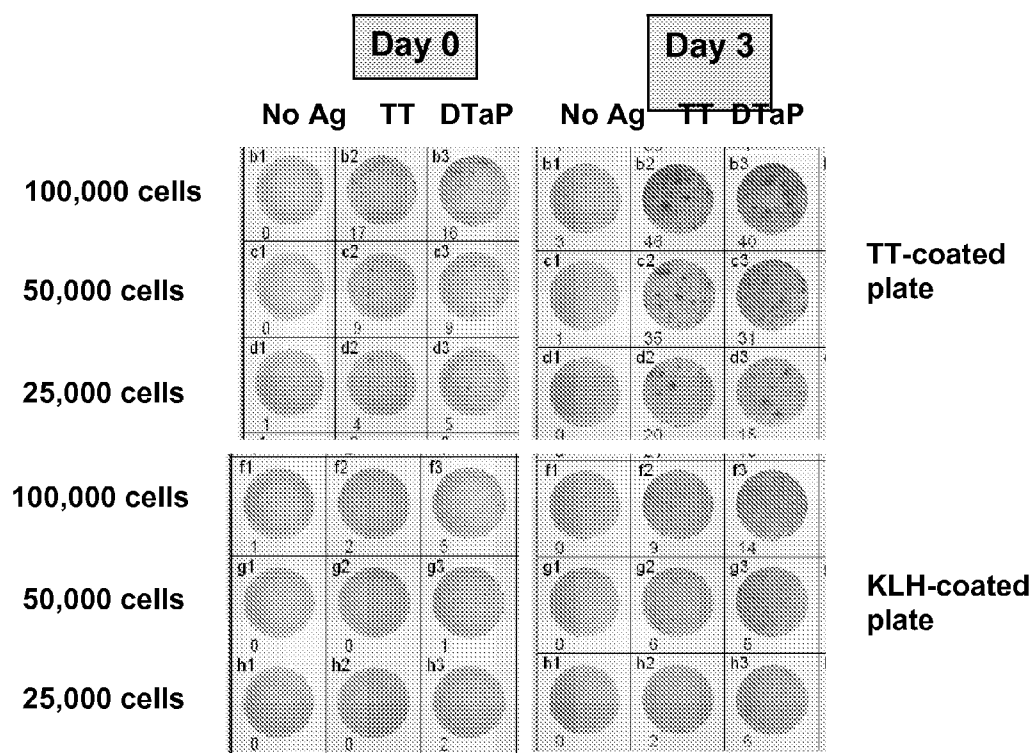 Day 0 Day 3
No Ag TT DTaP No Ag TT DTaP
b1 b2 b3 b1 b2 b3
100,000 cells
0 17 16 3 46 40
TT-coated
plate
c1 c2 c3 c1 c2 c3
50,000 cells
0 9 9 1 35 31
d1 d2 d3 d1 d2 d3
25,000 cells
1 4 5 0 20 15
f1 f2 f3 f1 f2 f3
100,000 cells
1 2 5 0 9 14
g1 g2 g3 g1 g2 g3
50,000 cells
0 0 1 0 6 5
KLH-coated
plate
h1 h2 h3 h1 h2 h3
25,000 cells
0 0 2 0 2 6